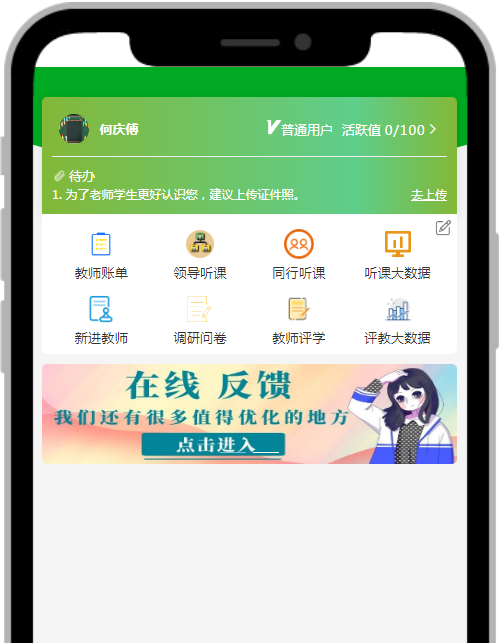 何庆傅
V 普通用户 活跃值 0/100
待办
1. 为了老师学生更好认识您，建议上传证件照。 去上传
教师账单 领导听课 同行听课 听课大数据
新进教师 调研问卷 教师评学 评教大数据
在线 反馈
我们还有很多值得优化的地方
点击进入